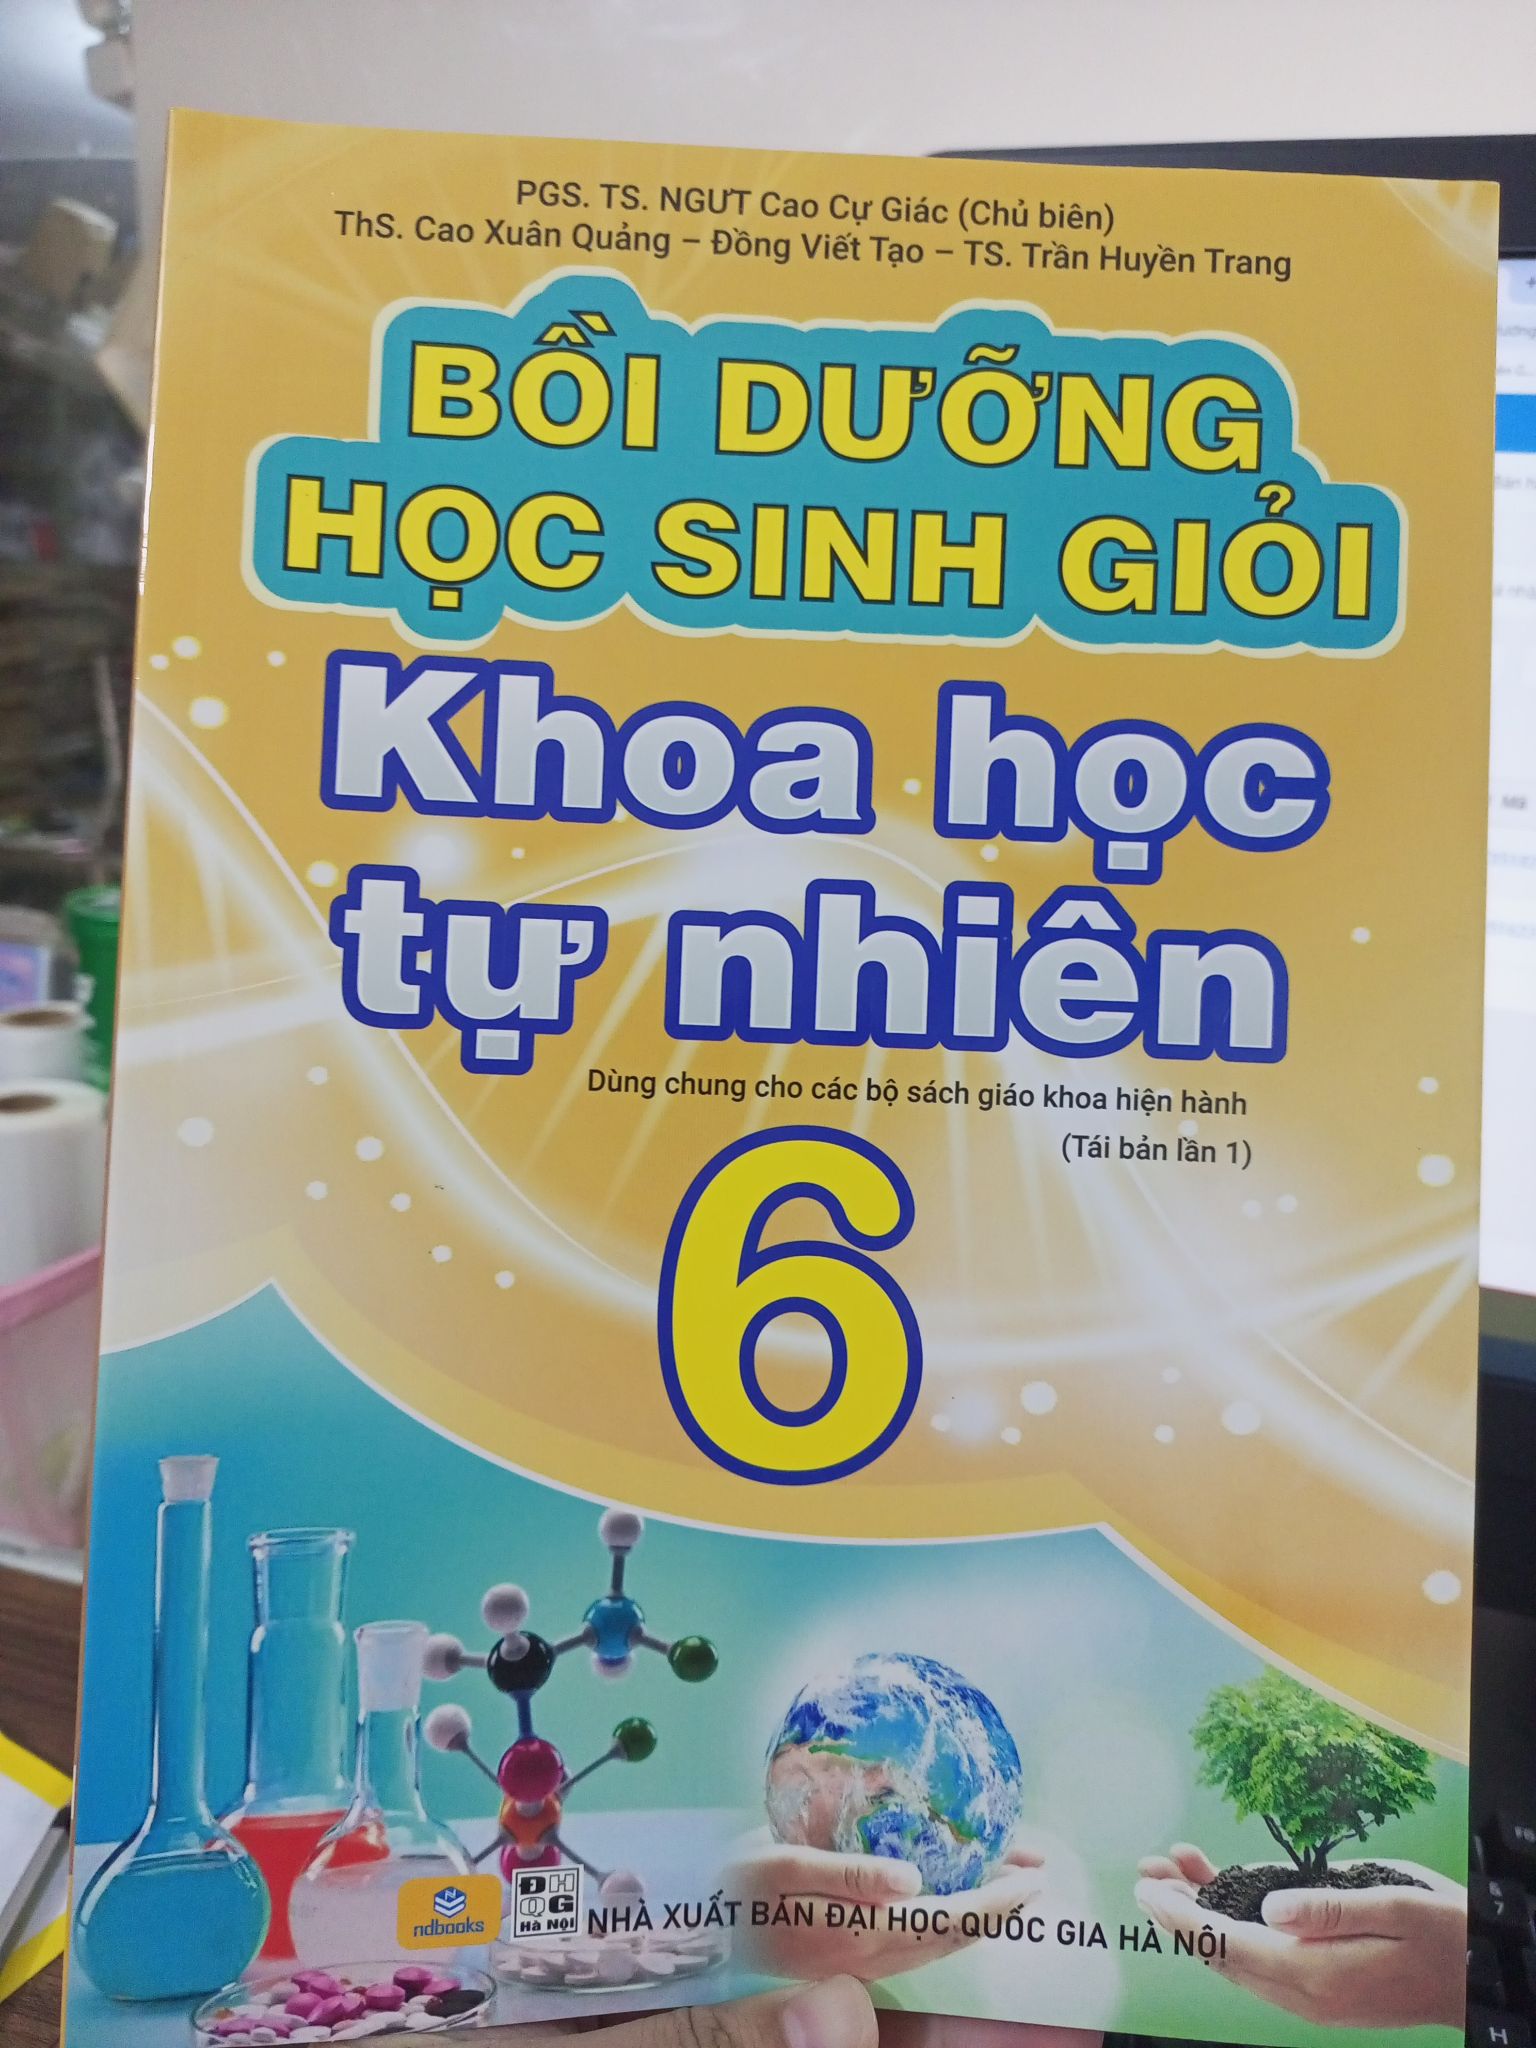 PGS. TS. NGƯT Cao Cự Giác (Chủ biên)
ThS. Cao Xuân Quảng – Đồng Viết Tạo – TS. Trần Huyền Trang
BỒI DƯỠNG
HỌC SINH GIỎI
Khoa học
tự nhiên
Dùng chung cho các bộ sách giáo khoa hiện hành
(Tái bản lần 1)
6
ndbooks
ĐH
QG
Hà Nội
NHÀ XUẤT BẢN ĐẠI HỌC QUỐC GIA HÀ NỘI